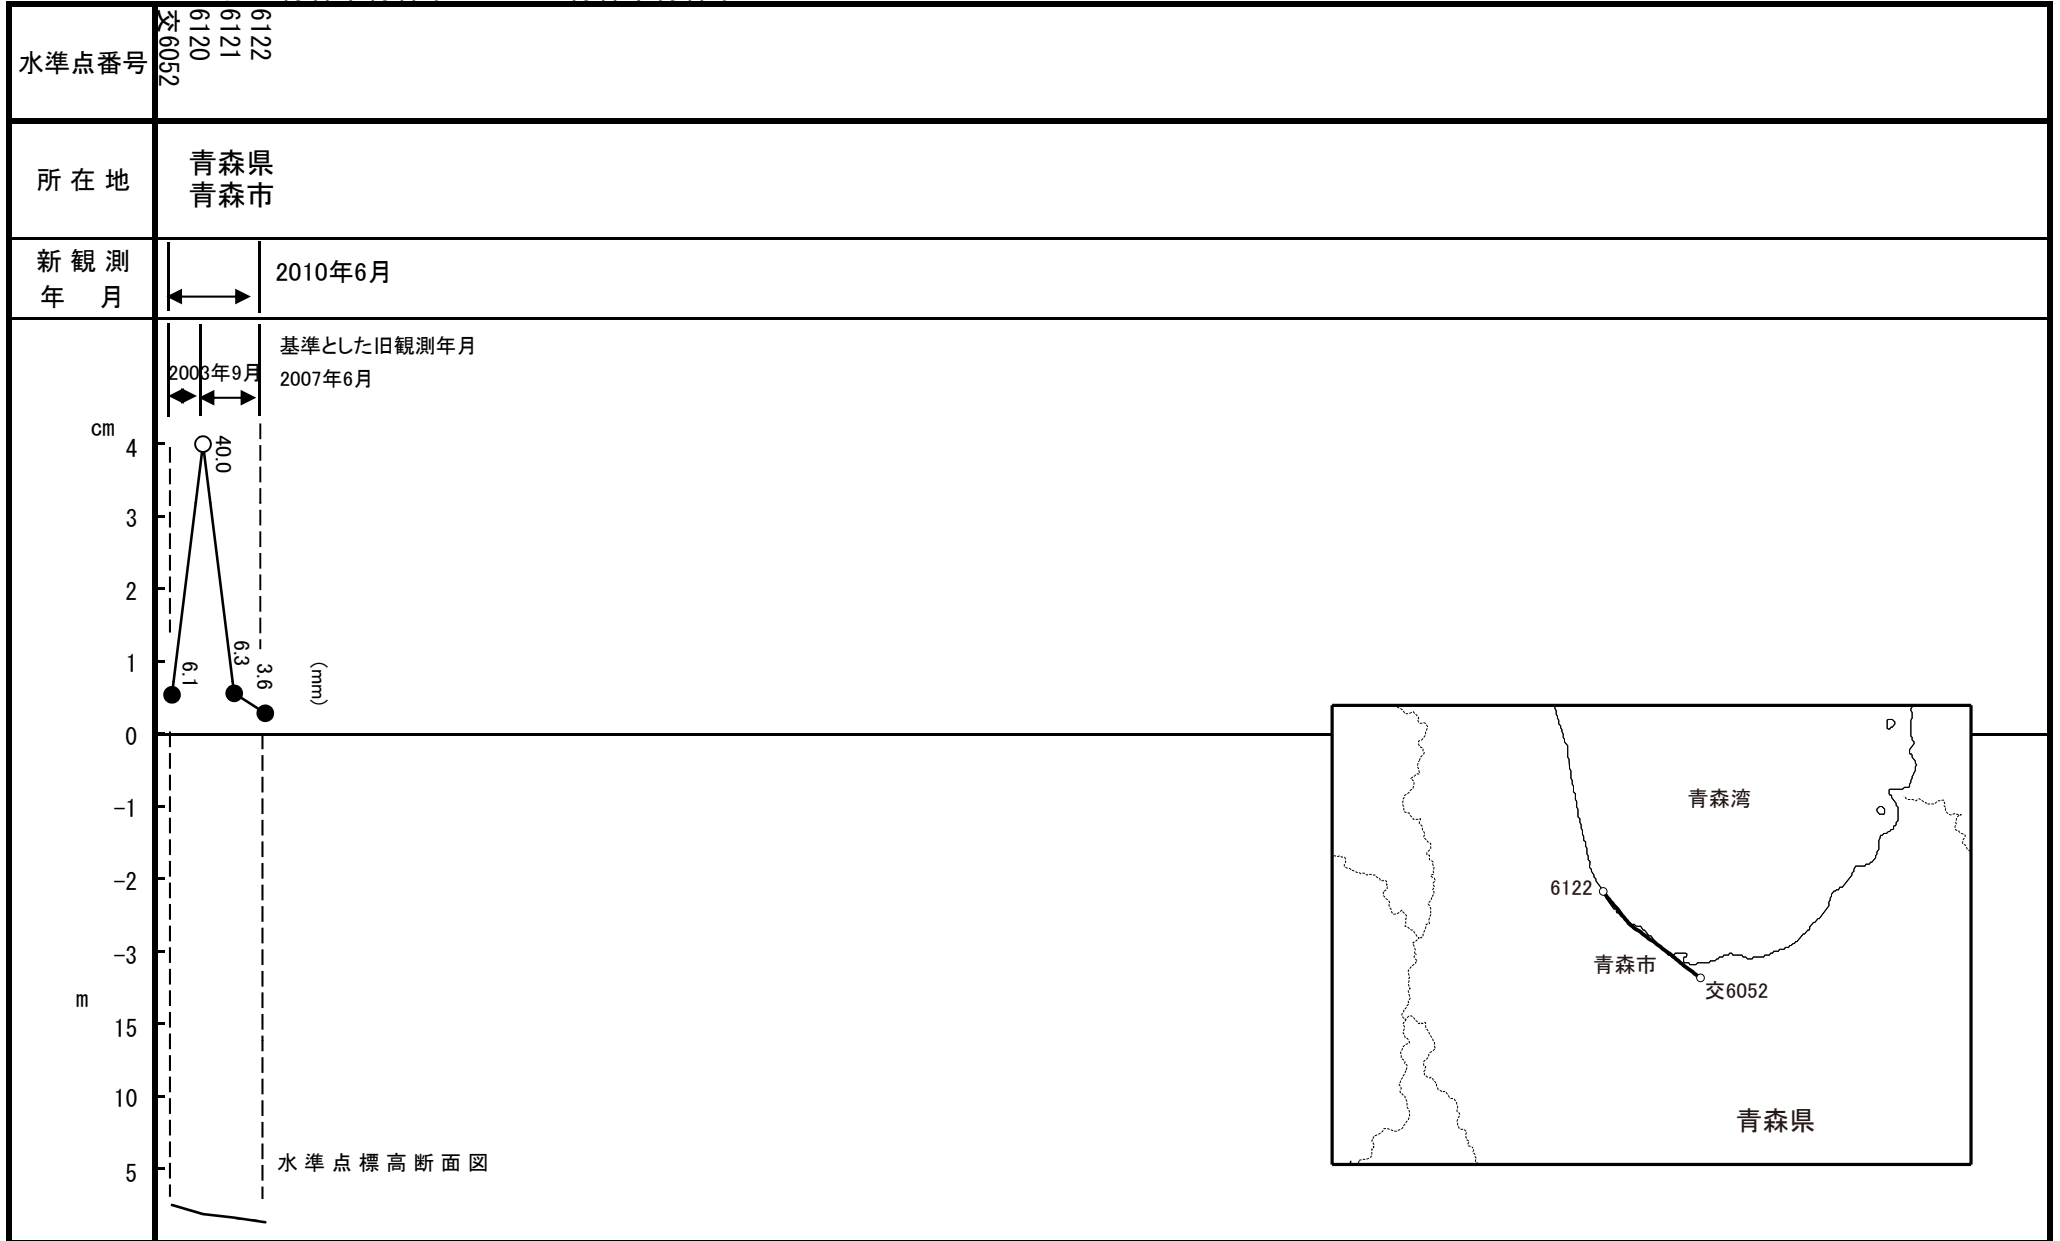 水準点番号
交6052
6120
6121
6122
所 在 地
青森県
青森市
新 観 測
年 月
2010年6月
基準とした旧観測年月
2003年9月
2007年6月
cm
4
3
2
1
0
-1
-2
-3
6.1
40.0
6.3
3.6
(mm)
m
15
10
5
水 準 点 標 高 断 面 図
青森湾
6122
青森市
交6052
青森県